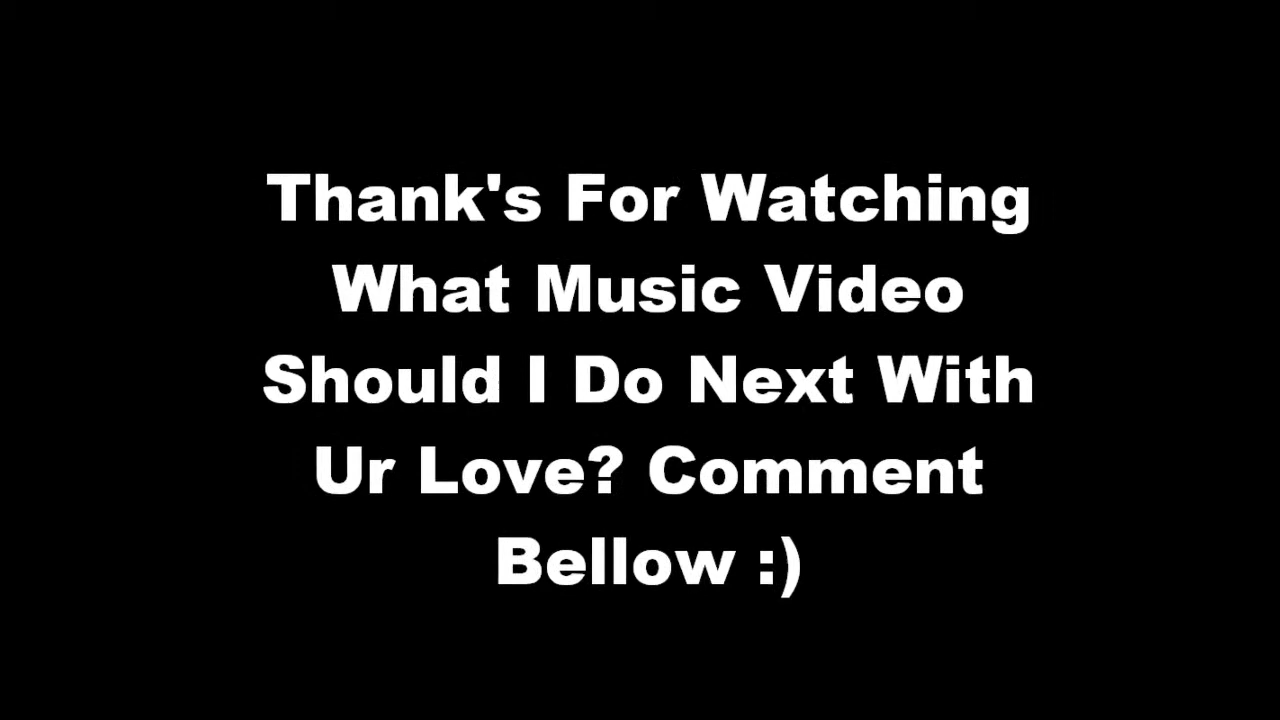 Thank's For Watching
What Music Video
Should I Do Next With
Ur Love? Comment
Bellow :)